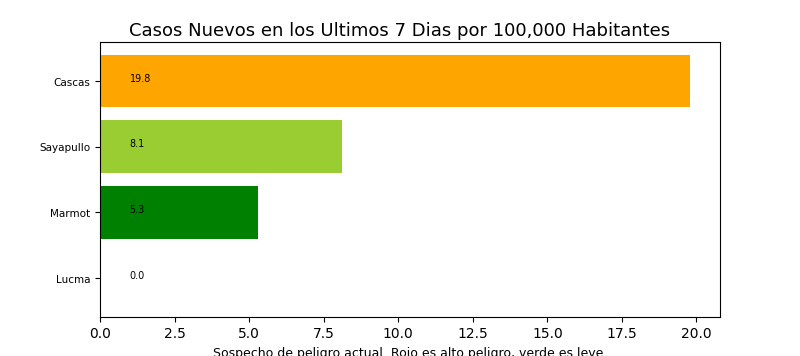 Casos Nuevos en los Ultimos 7 Dias por 100,000 Habitantes
Cascas 19.8
Sayapullo 8.1
Marmot 5.3
Lucma 0.0
0.0 2.5 5.0 7.5 10.0 12.5 15.0 17.5 20.0
Sospecho de peligro actual. Rojo es alto peligro, verde es leve